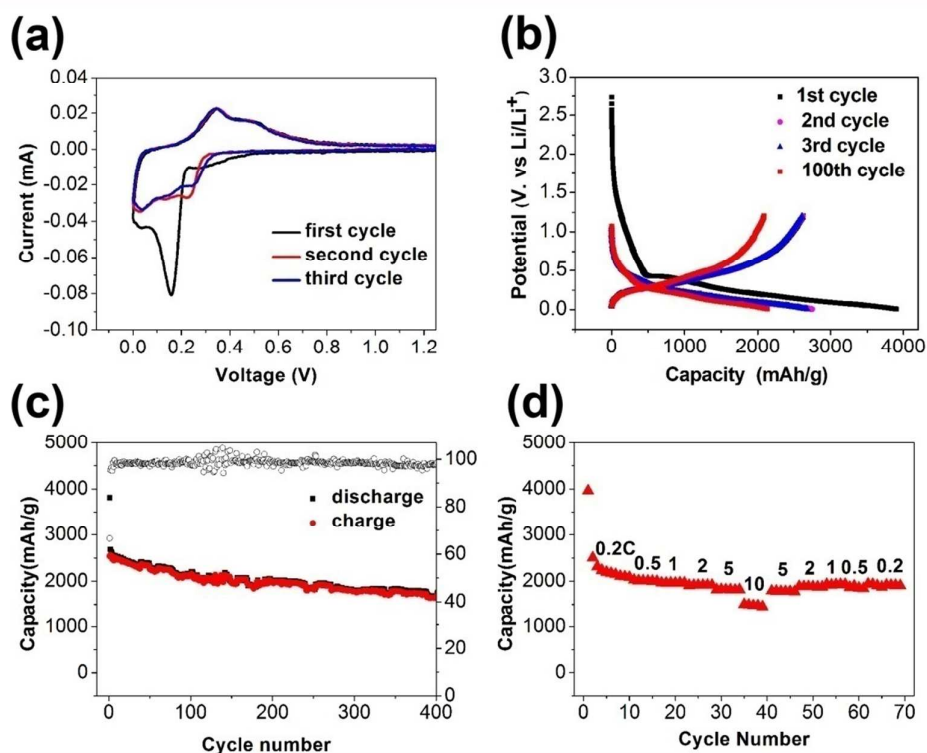 (a)
0.04
0.02
0.00
-0.02
-0.04
-0.06
-0.08
-0.10
Current (mA)
first cycle
second cycle
third cycle
0.0 0.2 0.4 0.6 0.8 1.0 1.2
Voltage (V)
(b)
3.0
2.5
2.0
1.5
1.0
0.5
0.0
Potential (V. vs Li/Li+)
1st cycle
2nd cycle
3rd cycle
100th cycle
0 1000 2000 3000 4000
Capacity (mAh/g)
(c)
5000
4000
3000
2000
1000
0
Capacity(mAh/g)
discharge
charge
100
80
60
40
20
0
0 100 200 300 400
Cycle number
(d)
5000
4000
3000
2000
1000
0
Capacity(mAh/g)
0.2C 0.5 1 2 5 10 5 2 1 0.5 0.2
0 10 20 30 40 50 60 70
Cycle Number